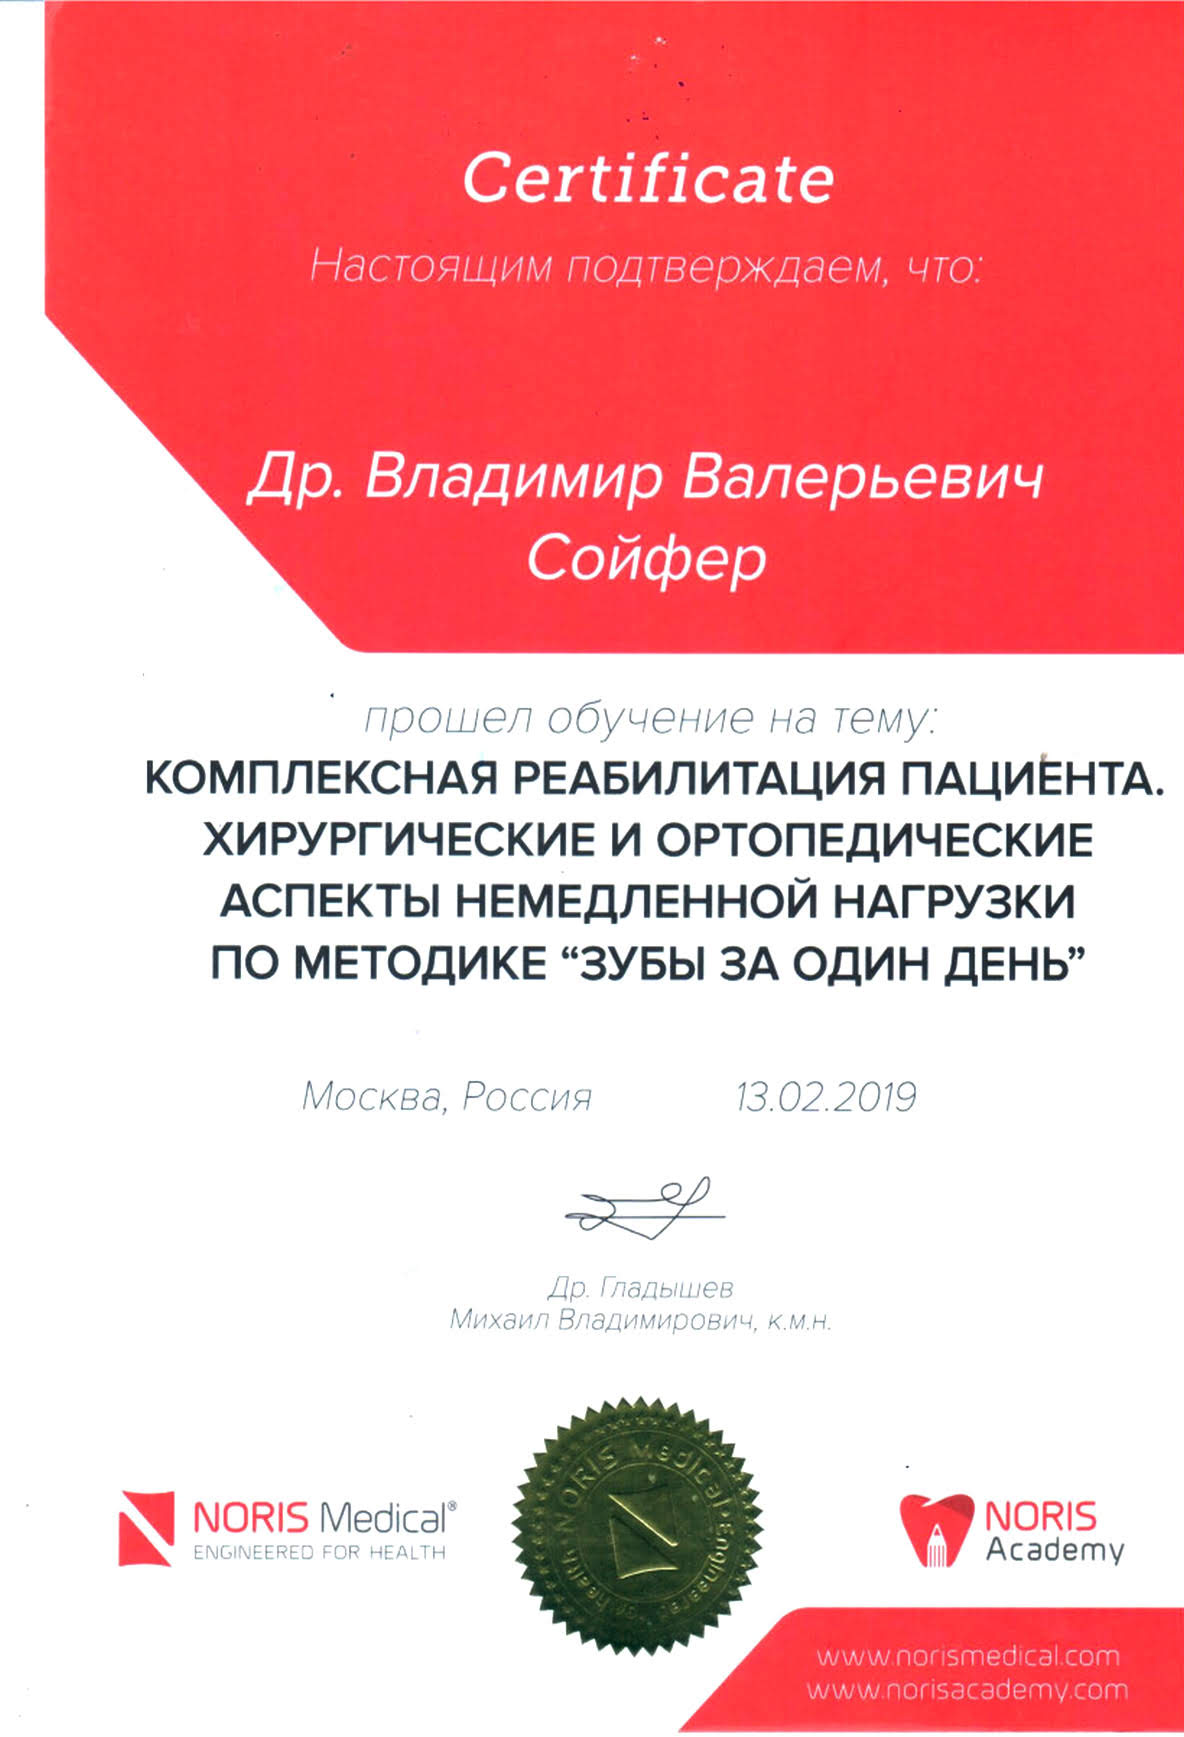 Certificate
Настоящим подтверждаем, что:
Др. Владимир Валерьевич
Сойфер
прошел обучение на тему:
КОМПЛЕКСНАЯ РЕАБИЛИТАЦИЯ ПАЦИЕНТА.
ХИРУРГИЧЕСКИЕ И ОРТОПЕДИЧЕСКИЕ
АСПЕКТЫ НЕМЕДЛЕННОЙ НАГРУЗКИ
ПО МЕТОДИКЕ “ЗУБЫ ЗА ОДИН ДЕНЬ”
Москва, Россия 13.02.2019
Др. Гладышев
Михаил Владимирович, к.м.н.
NORIS Medical®
ENGINEERED FOR HEALTH
NORIS Medical · Engineered for Health
NORIS
Academy
www.norismedical.com
www.norisacademy.com